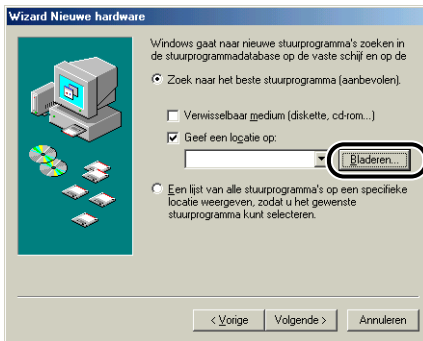 Wizard Nieuwe hardware
Windows gaat naar nieuwe stuurprogramma's zoeken in
de stuurprogrammadatabase op de vaste schijf en op de
Zoek naar het beste stuurprogramma (aanbevolen).
Verwisselbaar medium (diskette, cd-rom...)
Geef een locatie op:
Bladeren...
Een lijst van alle stuurprogramma's op een specifieke
locatie weergeven, zodat u het gewenste
stuurprogramma kunt selecteren.
< Vorige
Volgende >
Annuleren